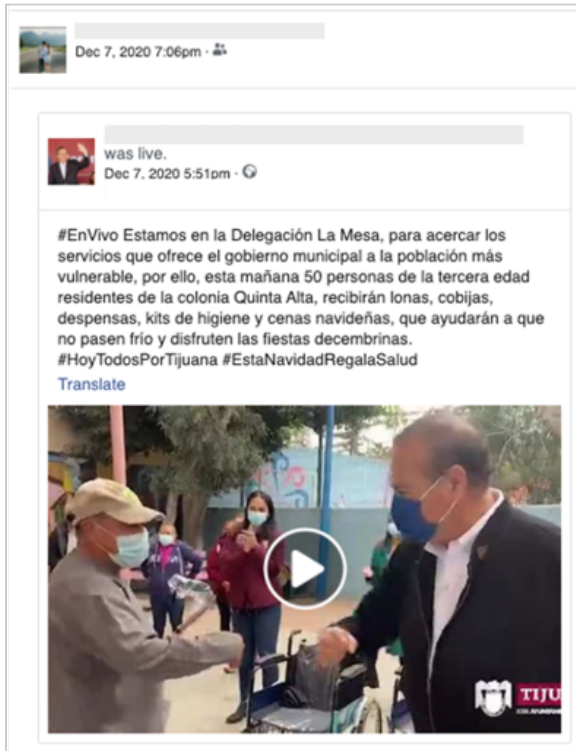 Dec 7, 2020 7:06pm ·
was live.
Dec 7, 2020 5:51pm ·
#EnVivo Estamos en la Delegación La Mesa, para acercar los
servicios que ofrece el gobierno municipal a la población más
vulnerable, por ello, esta mañana 50 personas de la tercera edad
residentes de la colonia Quinta Alta, recibirán lonas, cobijas,
despensas, kits de higiene y cenas navideñas, que ayudarán a que
no pasen frío y disfruten las fiestas decembrinas.
#HoyTodosPorTijuana #EstaNavidadRegalaSalud
Translate
TIJU